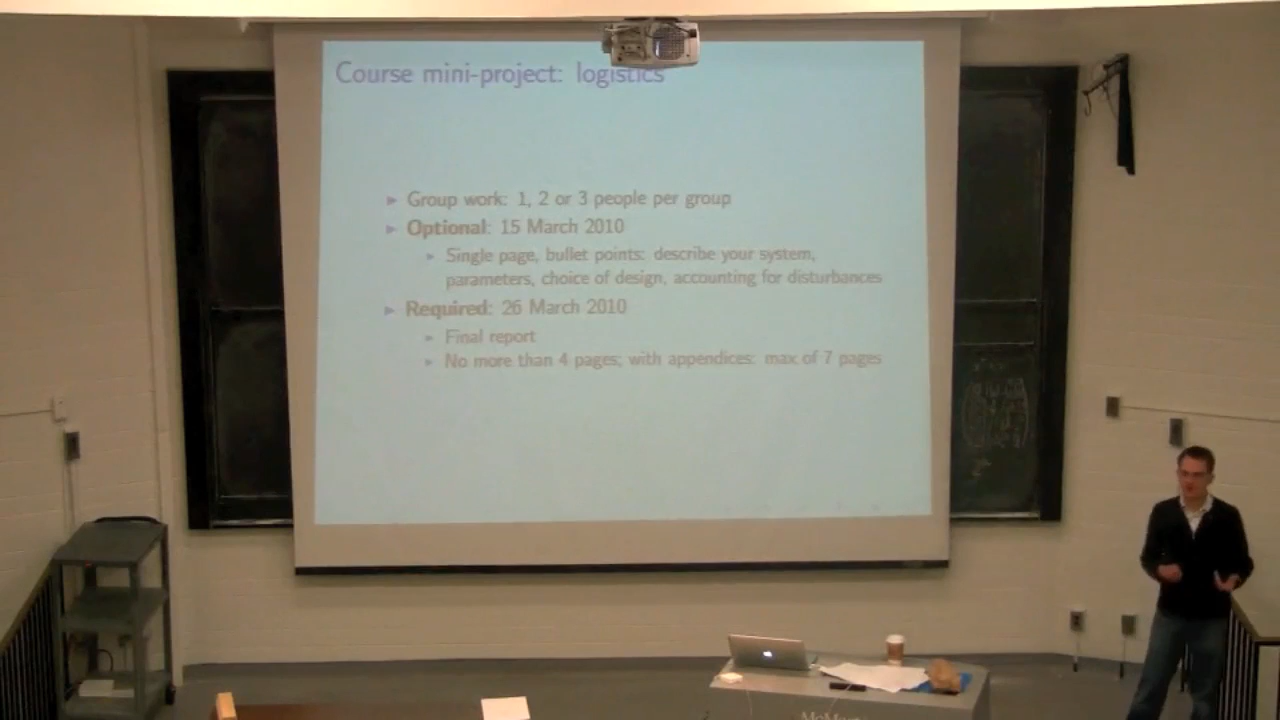 Course mini-project: logistics
► Group work: 1, 2 or 3 people per group
► Optional: 15 March 2010
► Single page, bullet points: describe your system,
parameters, choice of design, accounting for disturbances
► Required: 26 March 2010
► Final report
► No more than 4 pages; with appendices: max of 7 pages